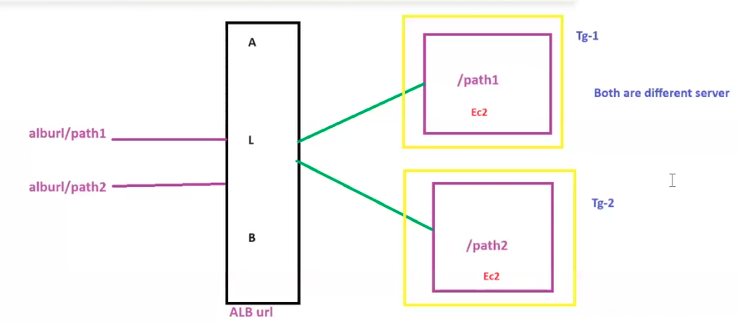 A
Tg-1
/path1
Both are different server
Ec2
alburl/path1
L
alburl/path2
Tg-2
B
/path2
Ec2
ALB url